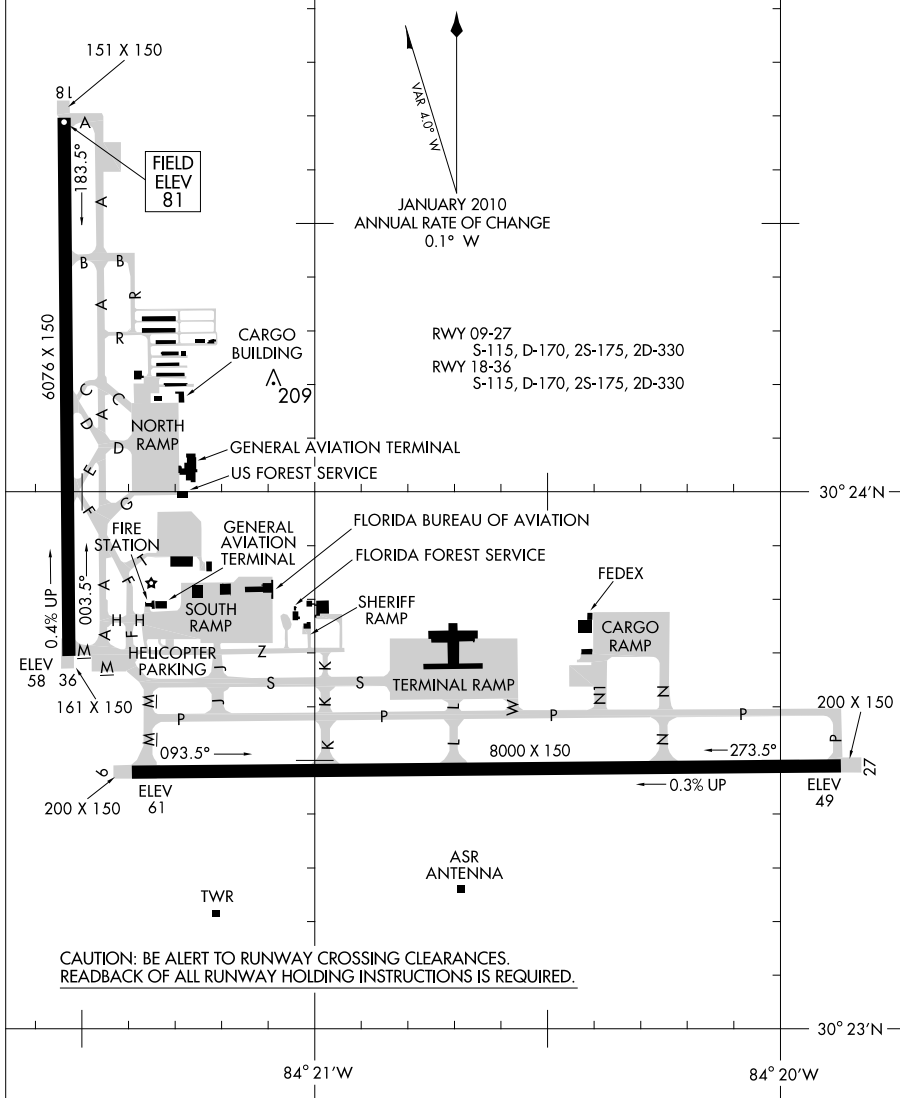 151 X 150
18
A
183.5°
FIELD
ELEV
81
VAR 4.0° W
JANUARY 2010
ANNUAL RATE OF CHANGE
0.1° W
A
B
B
R
A
R
6076 X 150
CARGO
BUILDING
209
RWY 09-27
S-115, D-170, 2S-175, 2D-330
RWY 18-36
S-115, D-170, 2S-175, 2D-330
C
C
A
D
D
NORTH
RAMP
GENERAL AVIATION TERMINAL
E
US FOREST SERVICE
F
G
30° 24'N
FIRE
STATION
GENERAL
AVIATION
TERMINAL
FLORIDA BUREAU OF AVIATION
FLORIDA FOREST SERVICE
T
F
A
0.4% UP
003.5°
FEDEX
SHERIFF
RAMP
SOUTH
RAMP
CARGO
RAMP
H
H
A
F
HELICOPTER
PARKING
M
M
Z
J
K
ELEV
58
36
S
S
TERMINAL RAMP
161 X 150
M
J
K
L
W
N1
N
200 X 150
P
P
P
P
M
K
L
N
P
093.5°
8000 X 150
273.5°
9
27
ELEV
61
0.3% UP
ELEV
49
200 X 150
ASR
ANTENNA
TWR
CAUTION: BE ALERT TO RUNWAY CROSSING CLEARANCES.
READBACK OF ALL RUNWAY HOLDING INSTRUCTIONS IS REQUIRED.
30° 23'N
84° 21'W
84° 20'W